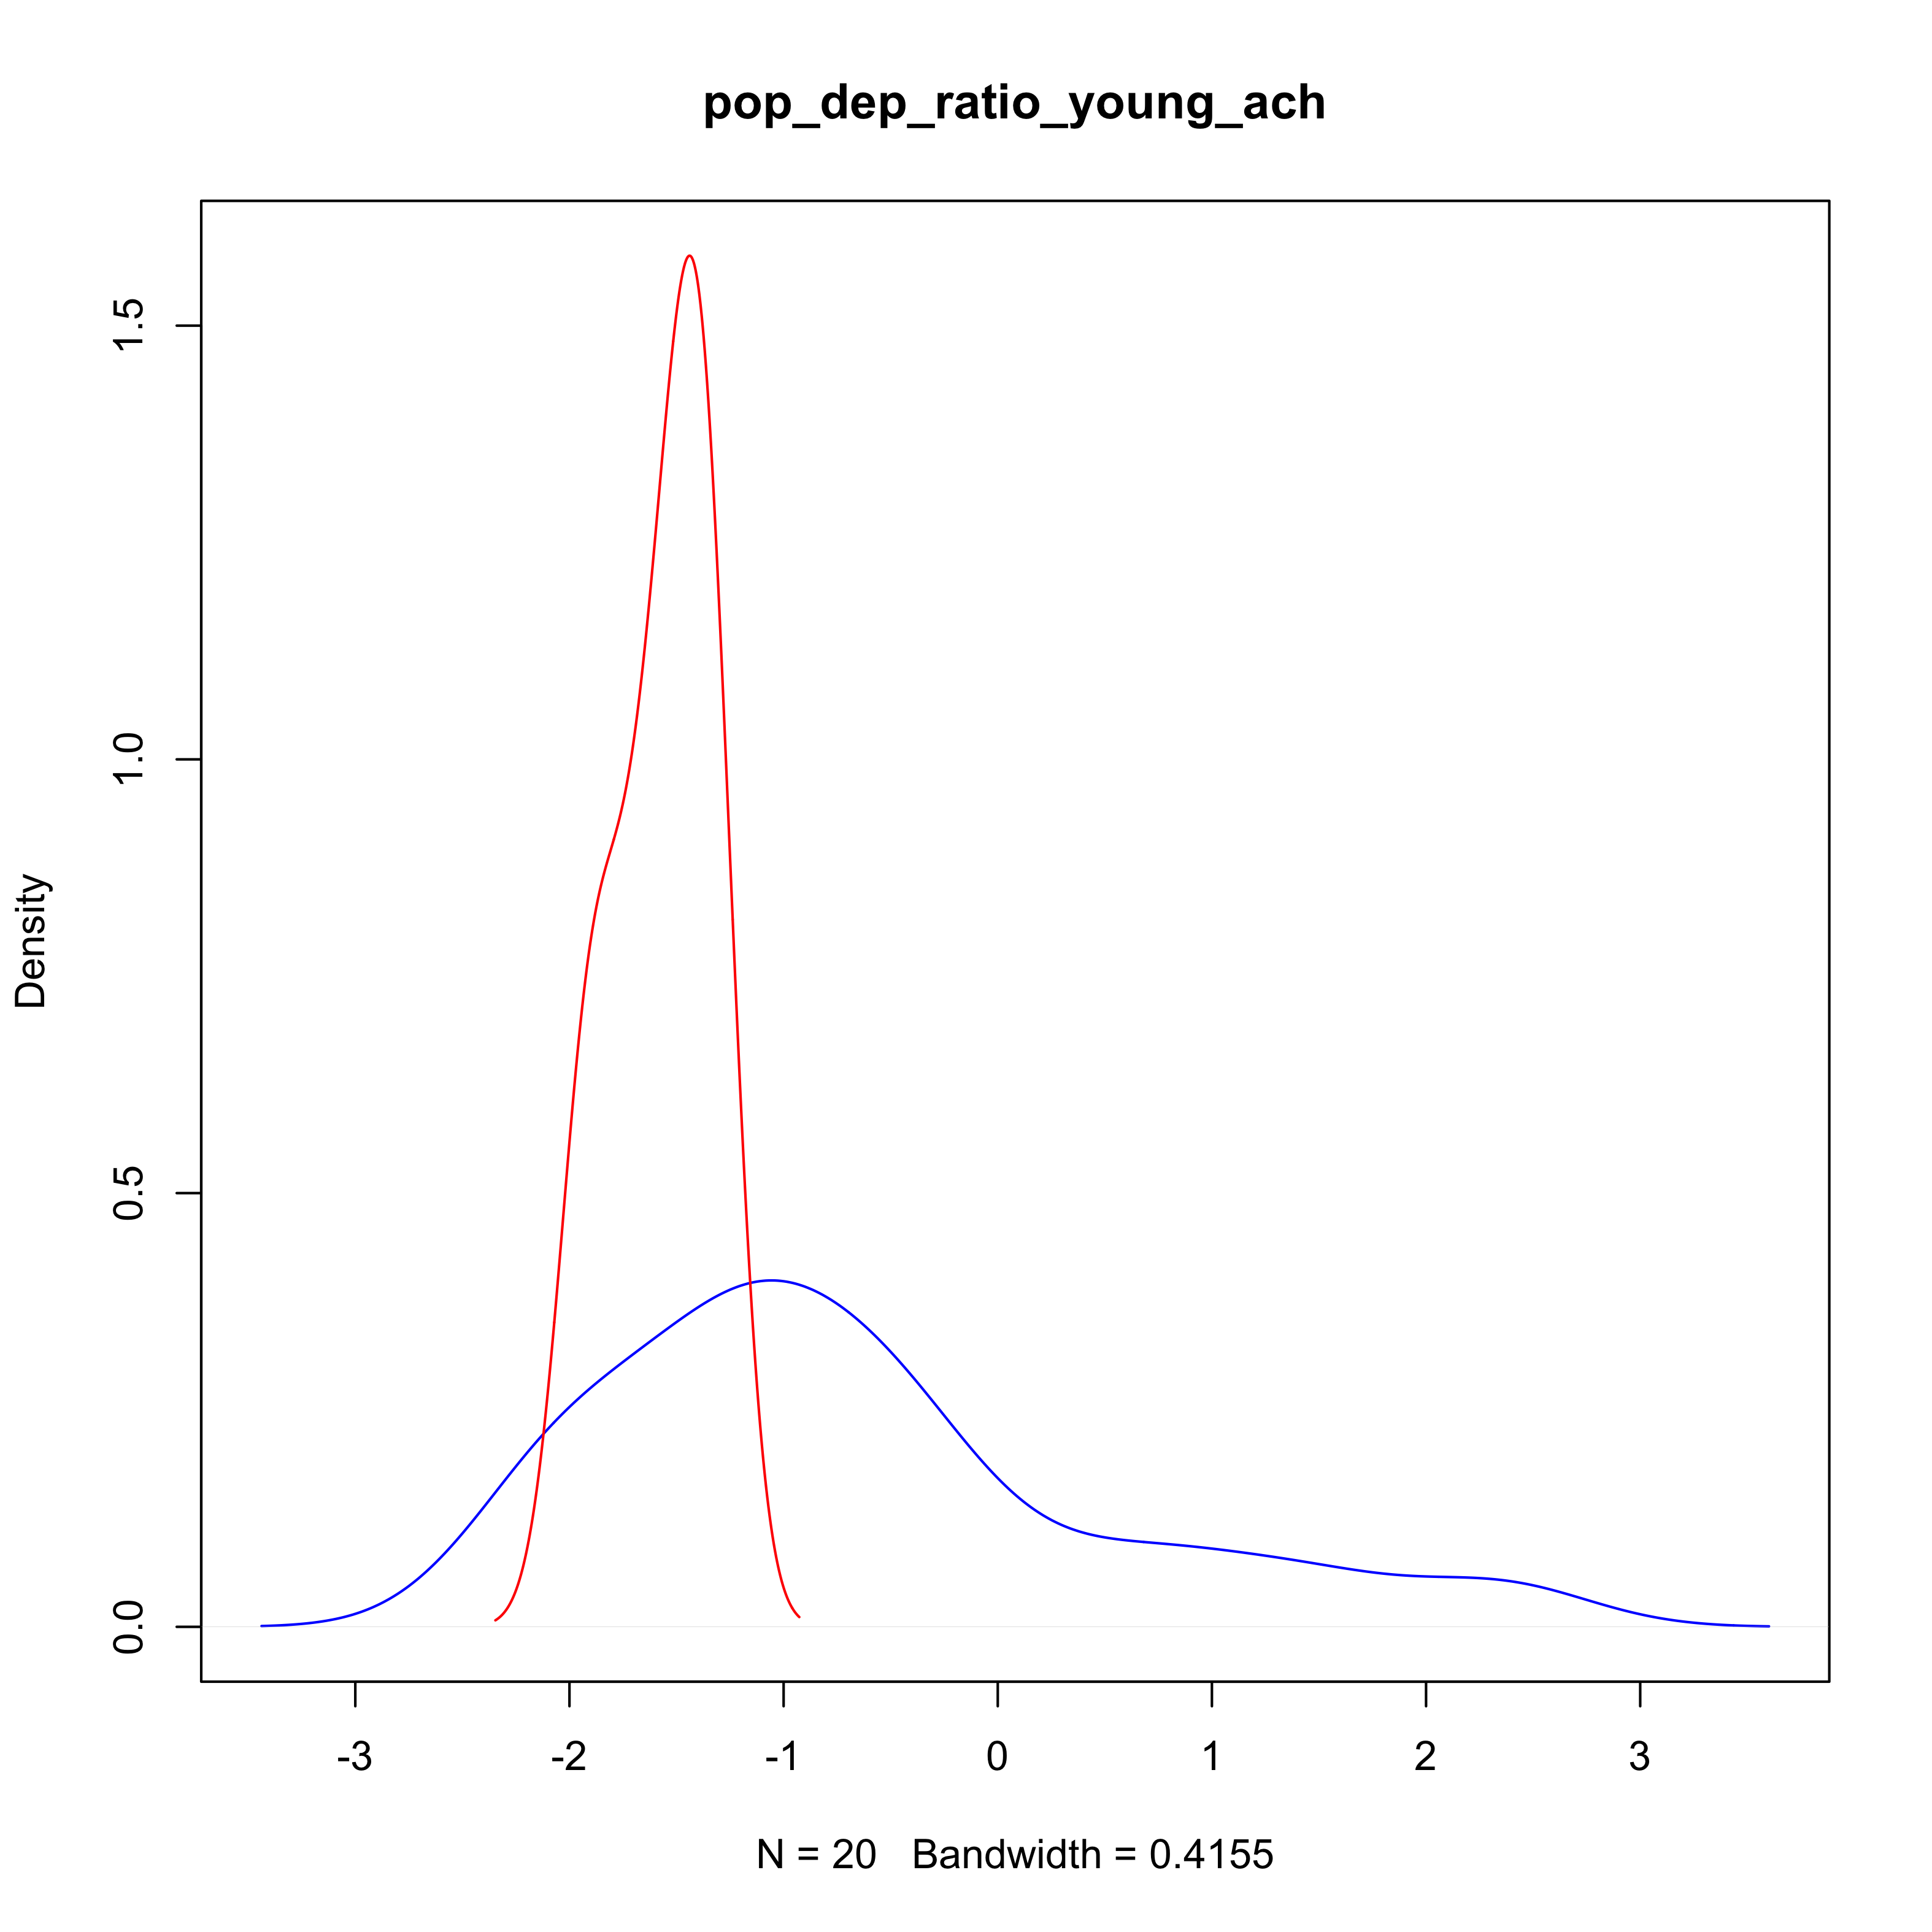 pop_dep_ratio_young_ach
Density
1.5
1.0
0.5
0.0
-3 -2 -1 0 1 2 3
N = 20 Bandwidth = 0.4155